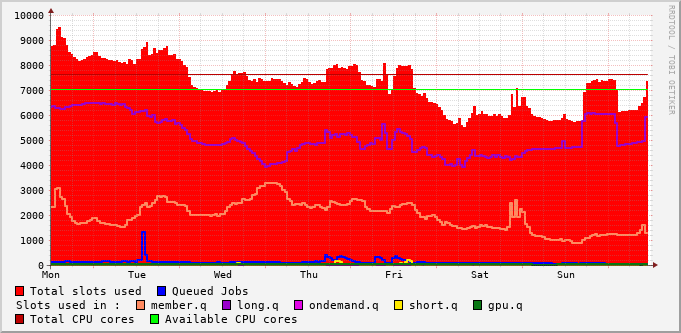 10000
9000
8000
7000
6000
5000
4000
3000
2000
1000
0
Mon Tue Wed Thu Fri Sat Sun
RRDTOOL / TOBI OETIKER
Total slots used Queued Jobs
Slots used in : member.q long.q ondemand.q short.q gpu.q
Total CPU cores Available CPU cores